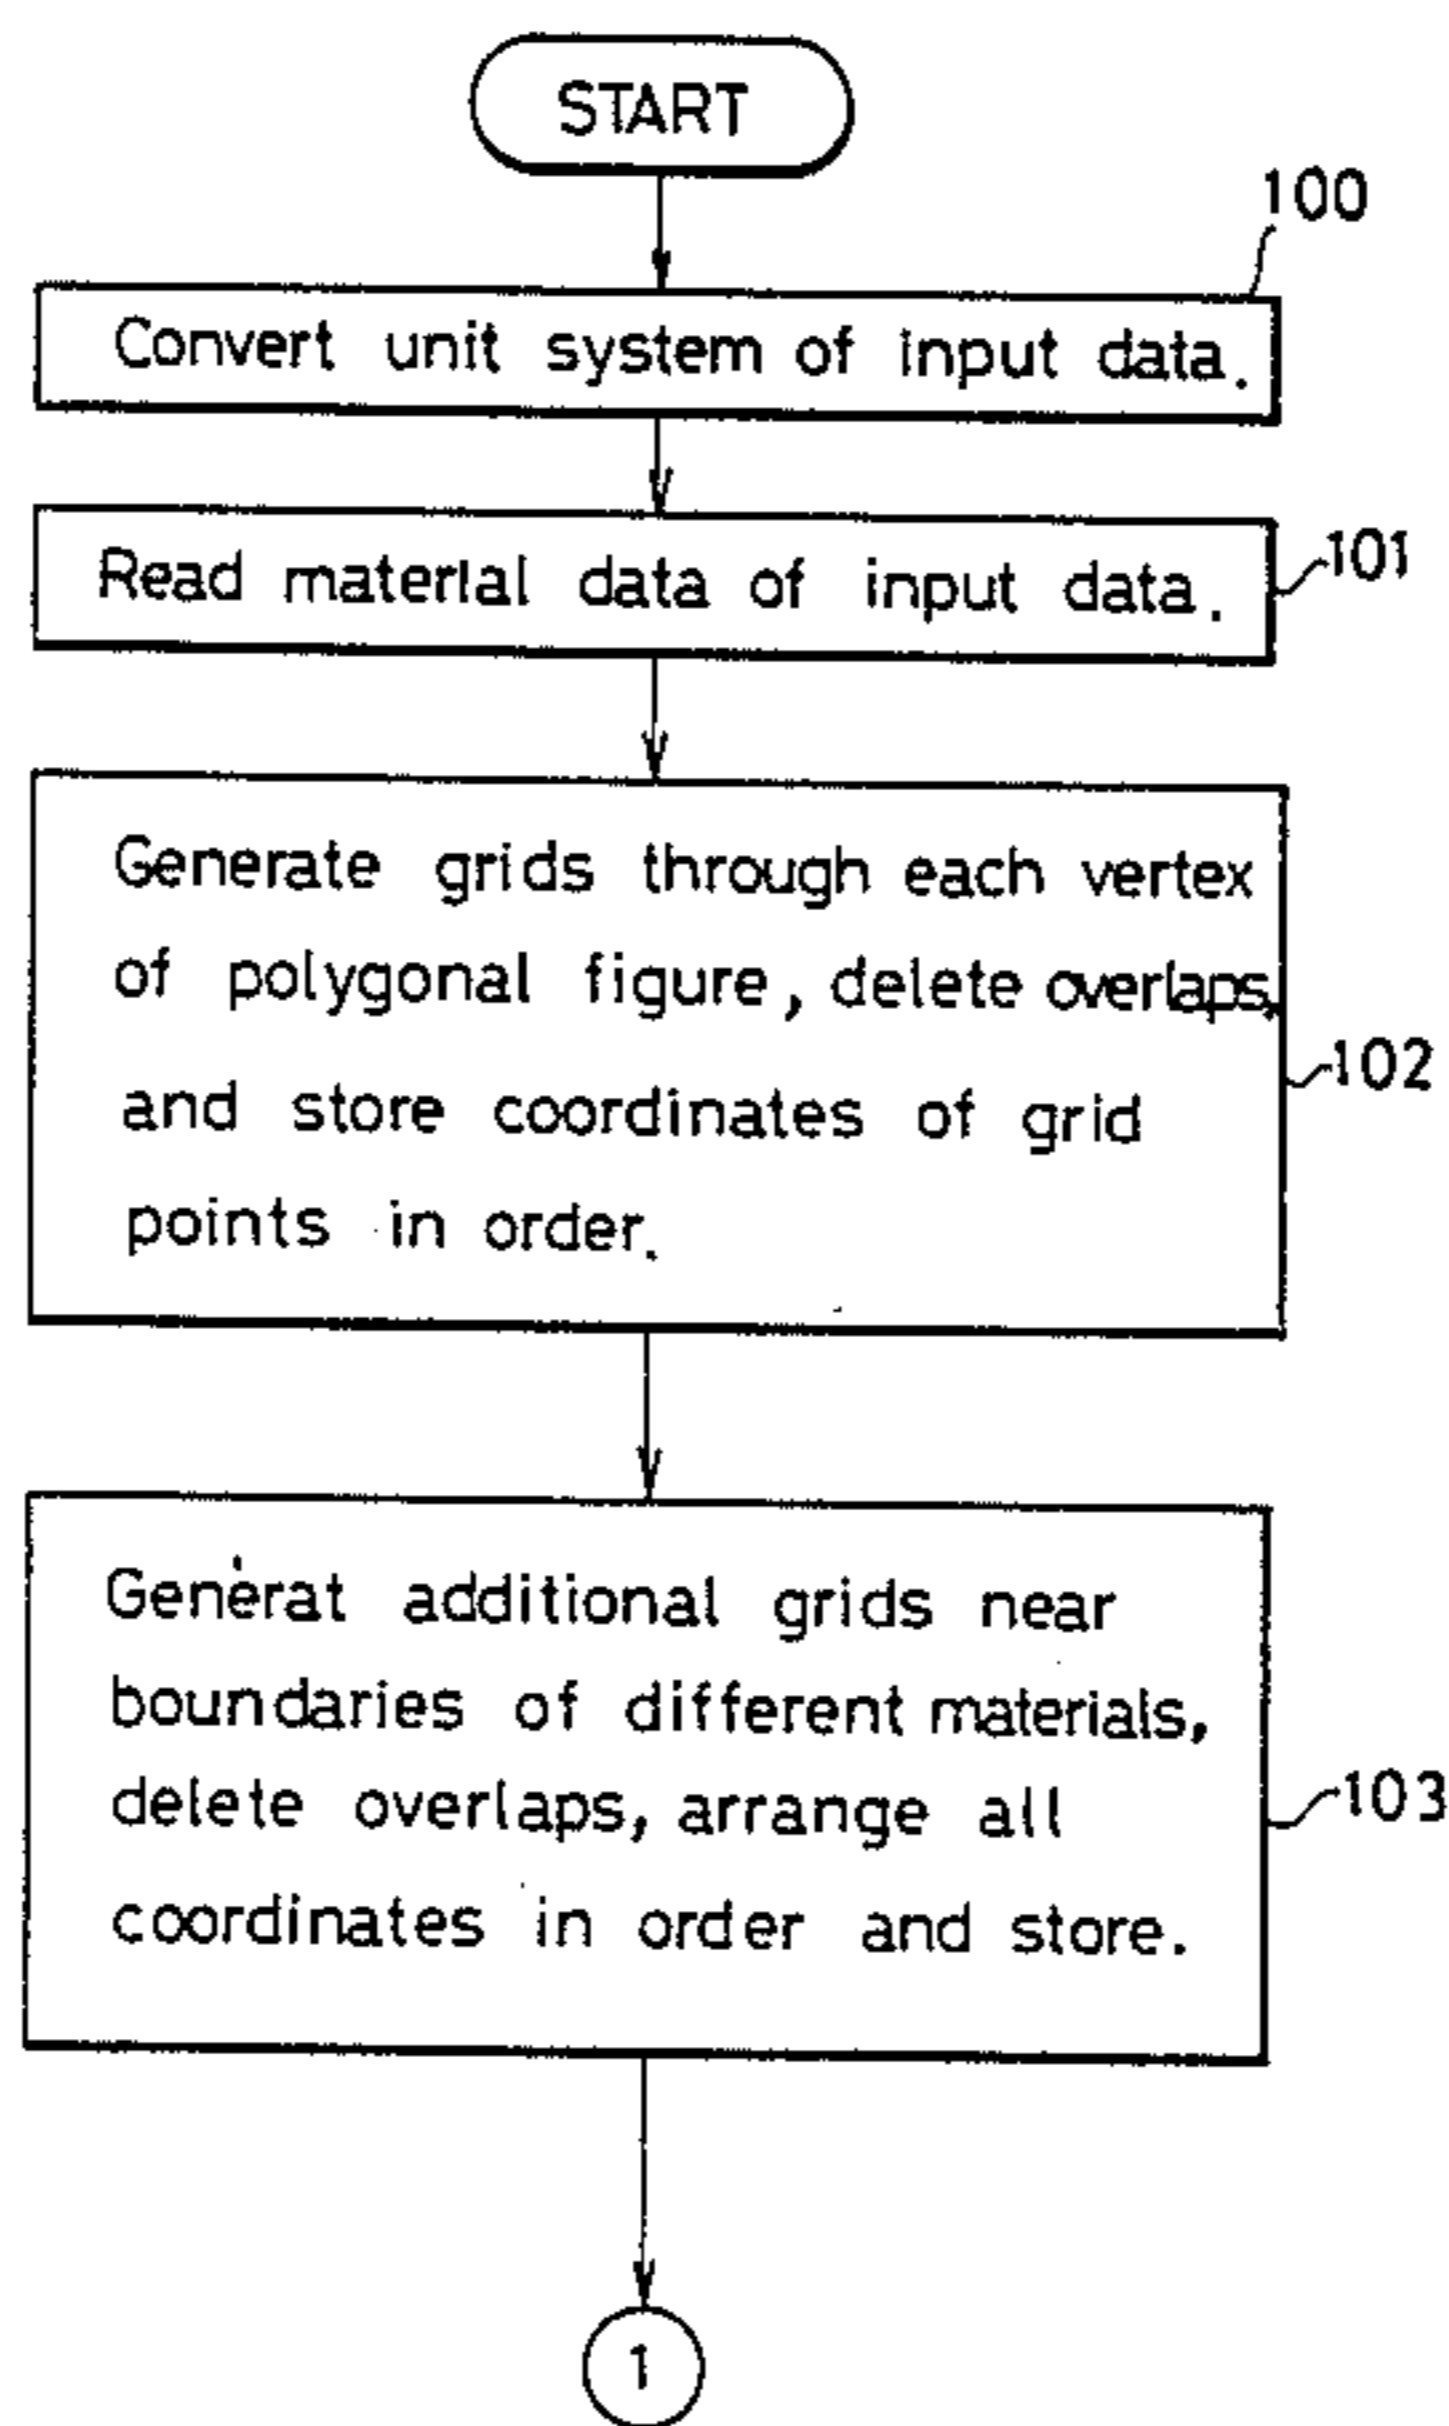 START
100
Convert unit system of input data.
Read material data of input data.
101
Generate grids through each vertex
of polygonal figure, delete overlaps,
and store coordinates of grid
points in order.
102
Generat additional grids near
boundaries of different materials,
delete overlaps, arrange all
coordinates in order and store.
103
1